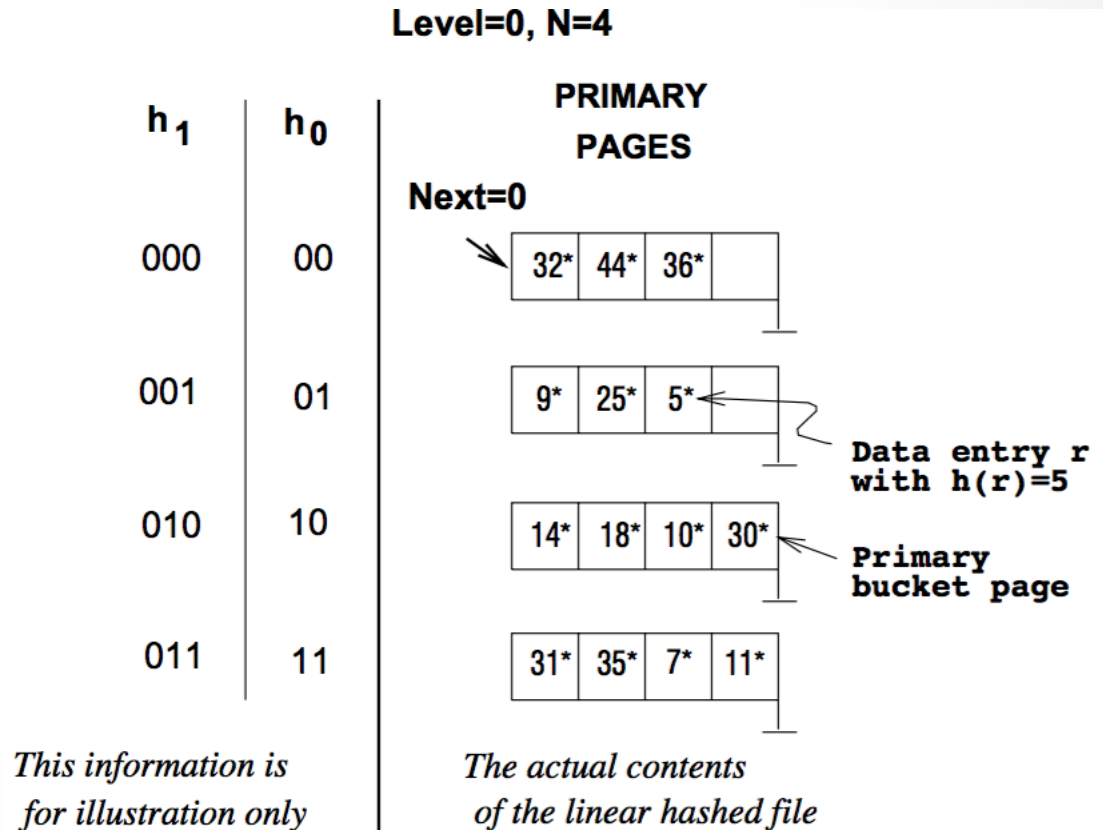 Level=0, N=4
h1 h0 PRIMARY
PAGES
Next=0
000 00 32* 44* 36*
001 01 9* 25* 5*
Data entry r
with h(r)=5
010 10 14* 18* 10* 30*
Primary
bucket page
011 11 31* 35* 7* 11*
This information is
for illustration only
The actual contents
of the linear hashed file